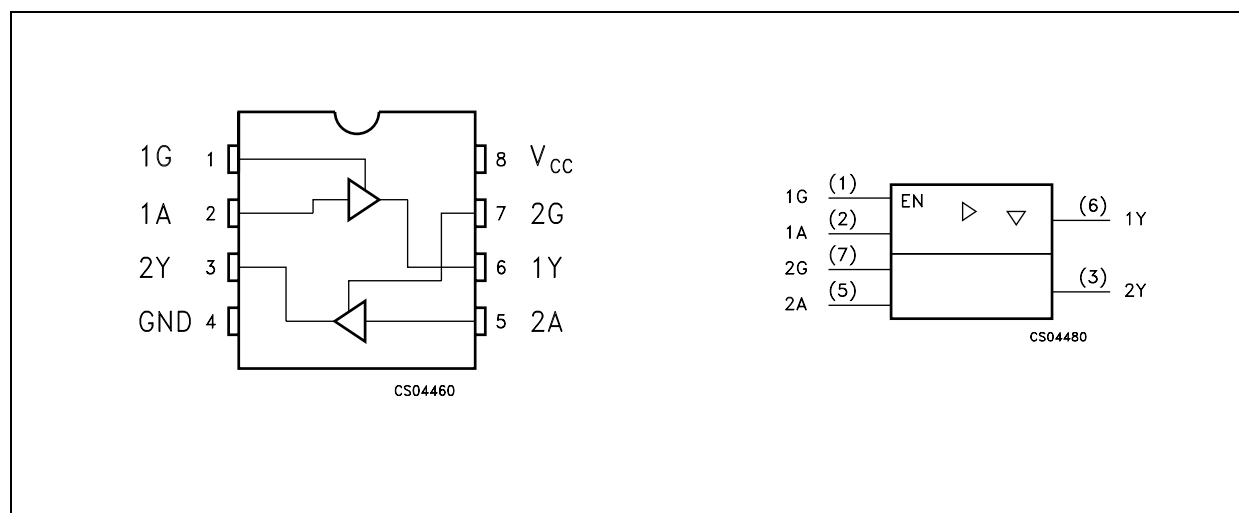 1G 1 8 VCC
1A 2 7 2G
2Y 3 6 1Y
GND 4 5 2A
CS04460
1G (1) EN
1A (2) (6) 1Y
2G (7)
2A (5) (3) 2Y
CS04480